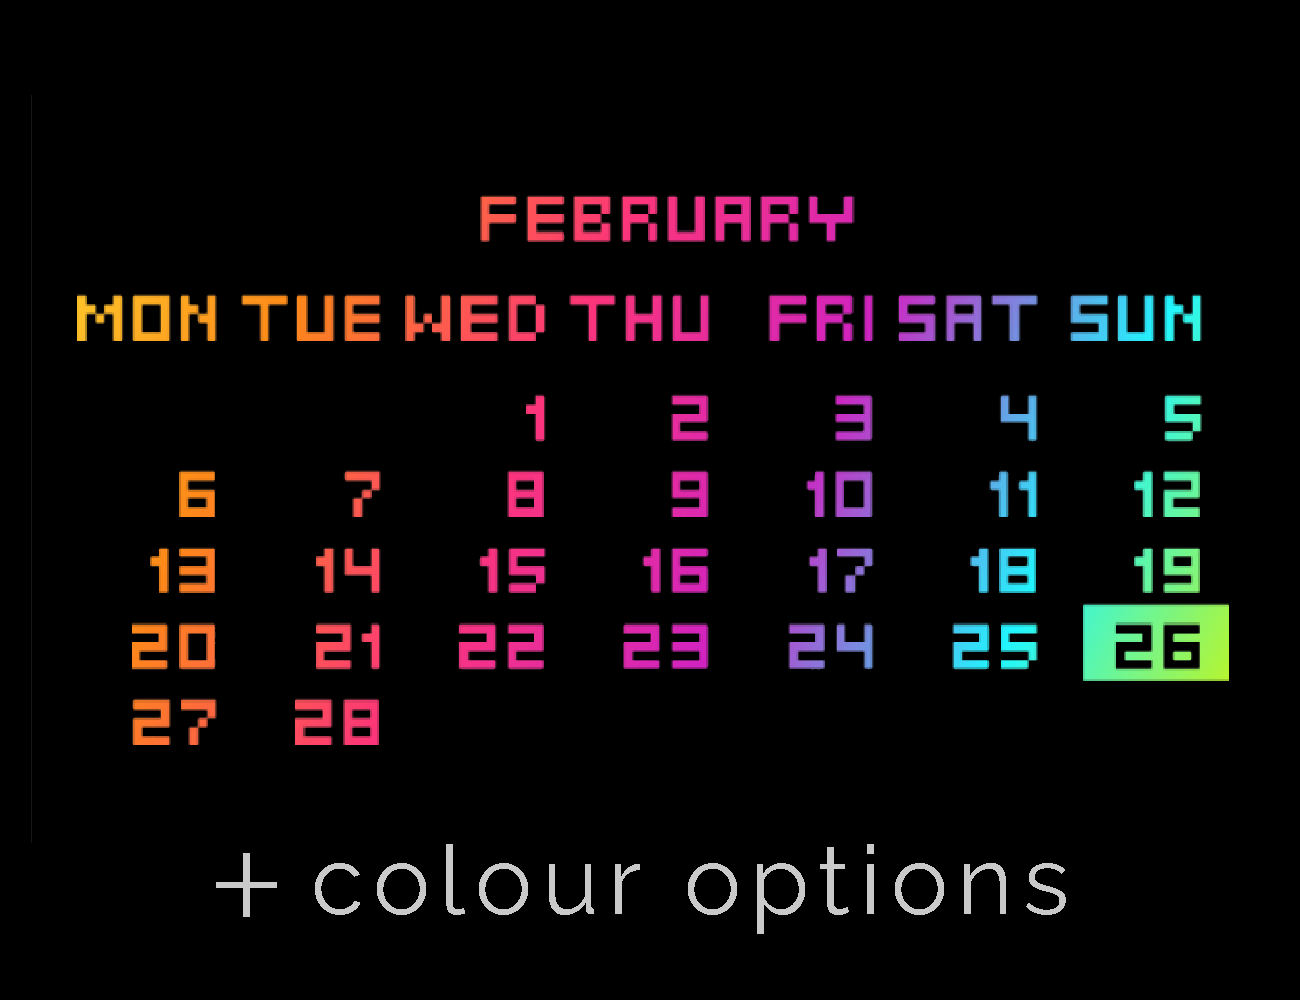 FEBRUARY
MON TUE WED THU FRI SAT SUN
1 2 3 4 5
6 7 8 9 10 11 12
13 14 15 16 17 18 19
20 21 22 23 24 25 26
27 28
+ colour options